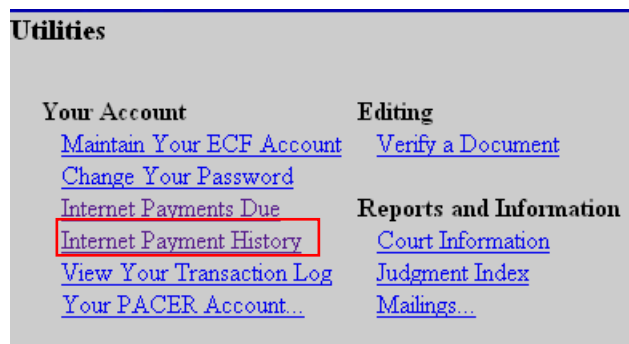 Utilities
Your Account
Maintain Your ECF Account
Change Your Password
Internet Payments Due
Internet Payment History
View Your Transaction Log
Your PACER Account...
Editing
Verify a Document
Reports and Information
Court Information
Judgment Index
Mailings...